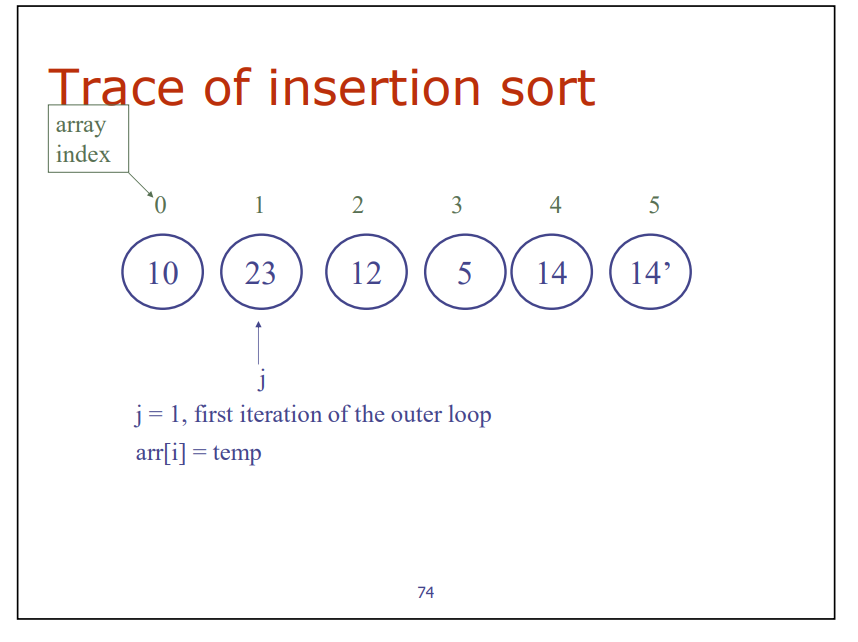 Trace of insertion sort
array
index
0 1 2 3 4 5
10 23 12 5 14 14’
j
j = 1, first iteration of the outer loop
arr[i] = temp
74